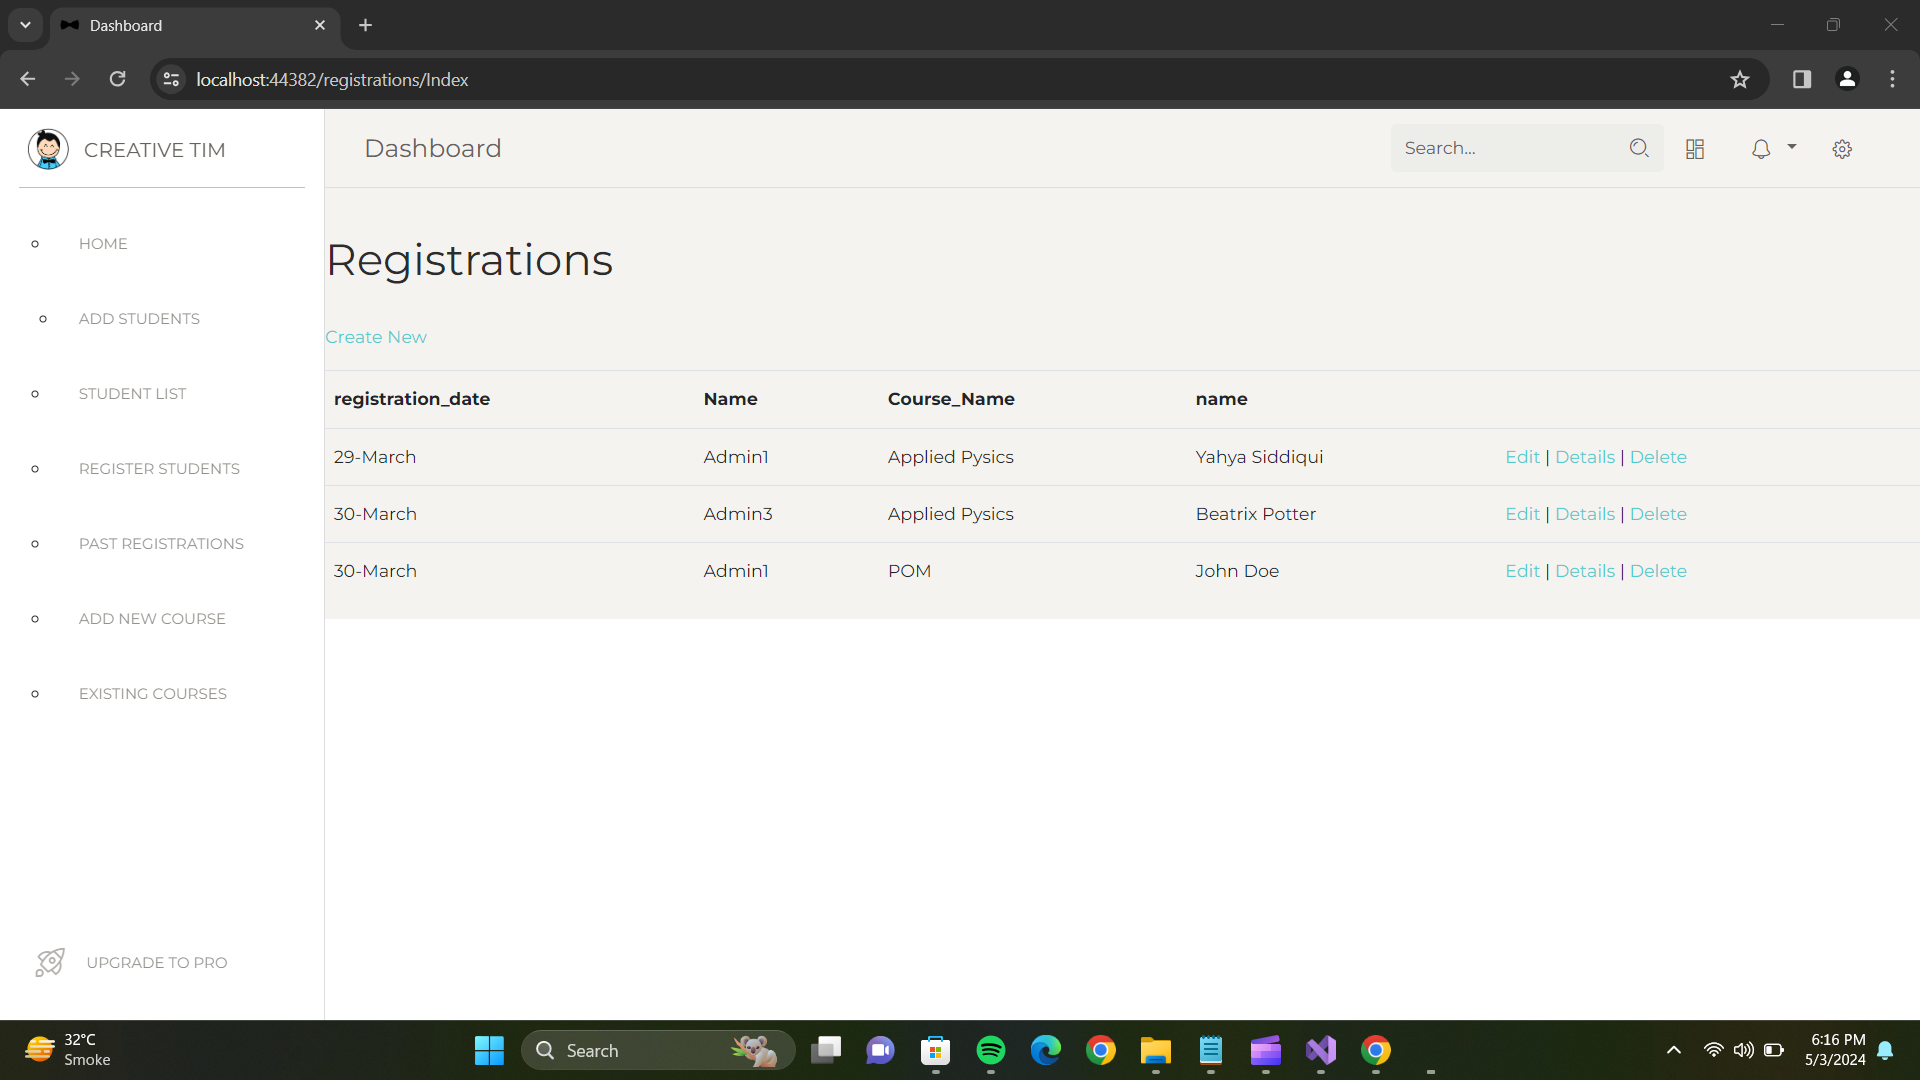 Dashboard
localhost:44382/registrations/Index
CREATIVE TIM
Dashboard
Search...
HOME
ADD STUDENTS
STUDENT LIST
REGISTER STUDENTS
PAST REGISTRATIONS
ADD NEW COURSE
EXISTING COURSES
UPGRADE TO PRO
Registrations
Create New
registration_date Name Course_Name name
29-March Admin1 Applied Pysics Yahya Siddiqui Edit | Details | Delete
30-March Admin3 Applied Pysics Beatrix Potter Edit | Details | Delete
30-March Admin1 POM John Doe Edit | Details | Delete
32°C
Smoke
Search
6:16 PM
5/3/2024